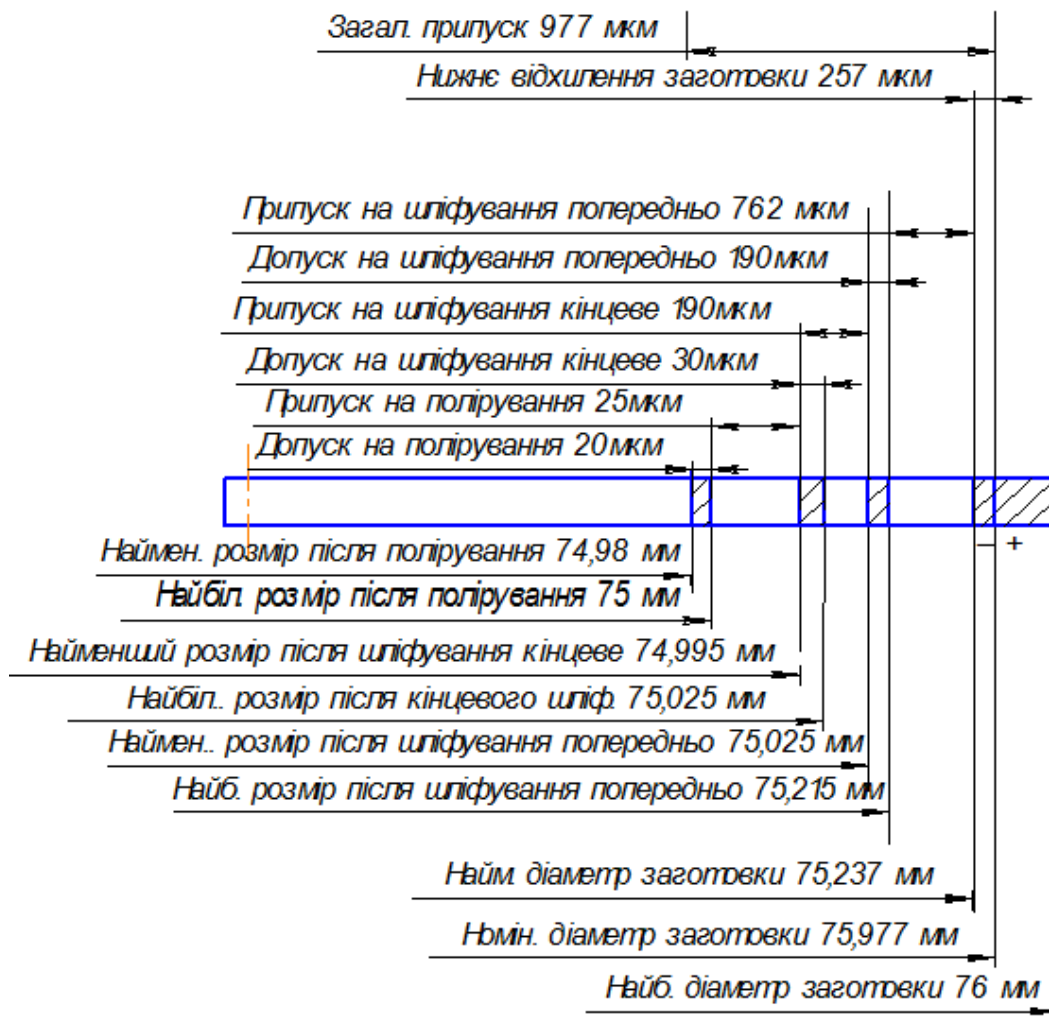 Загал. припуск 977 мкм
Нижнє відхилення заготовки 257 мкм
Припуск на шліфування попередньо 762 мкм
Допуск на шліфування попередньо 190мкм
Припуск на шліфування кінцеве 190мкм
Допуск на шліфування кінцеве 30мкм
Припуск на полірування 25мкм
Допуск на полірування 20мкм
– +
Наймен. розмір після полірування 74,98 мм
Найбіл. розмір після полірування 75 мм
Найменший розмір після шліфування кінцеве 74,995 мм
Найбіл.. розмір після кінцевого шліф. 75,025 мм
Наймен.. розмір після шліфування попередньо 75,025 мм
Найб. розмір після шліфування попередньо 75,215 мм
Найм. діаметр заготовки 75,237 мм
Номін. діаметр заготовки 75,977 мм
Найб. діаметр заготовки 76 мм